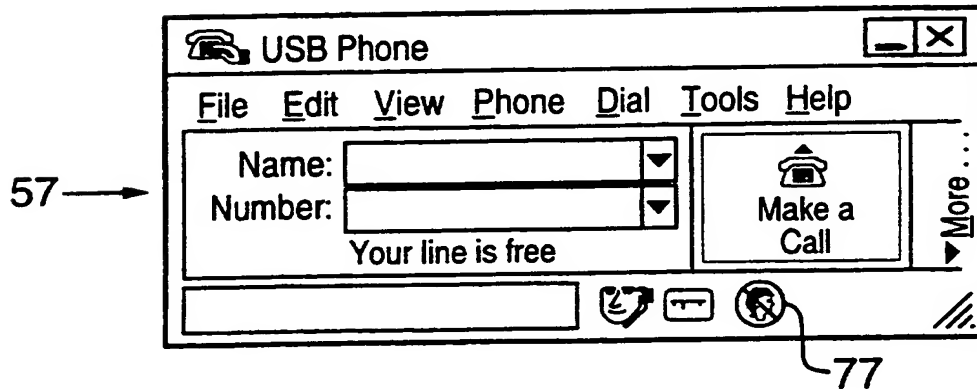 USB Phone
File Edit View Phone Dial Tools Help
Name:
Number:
Your line is free
Make a
Call
More...
57
77